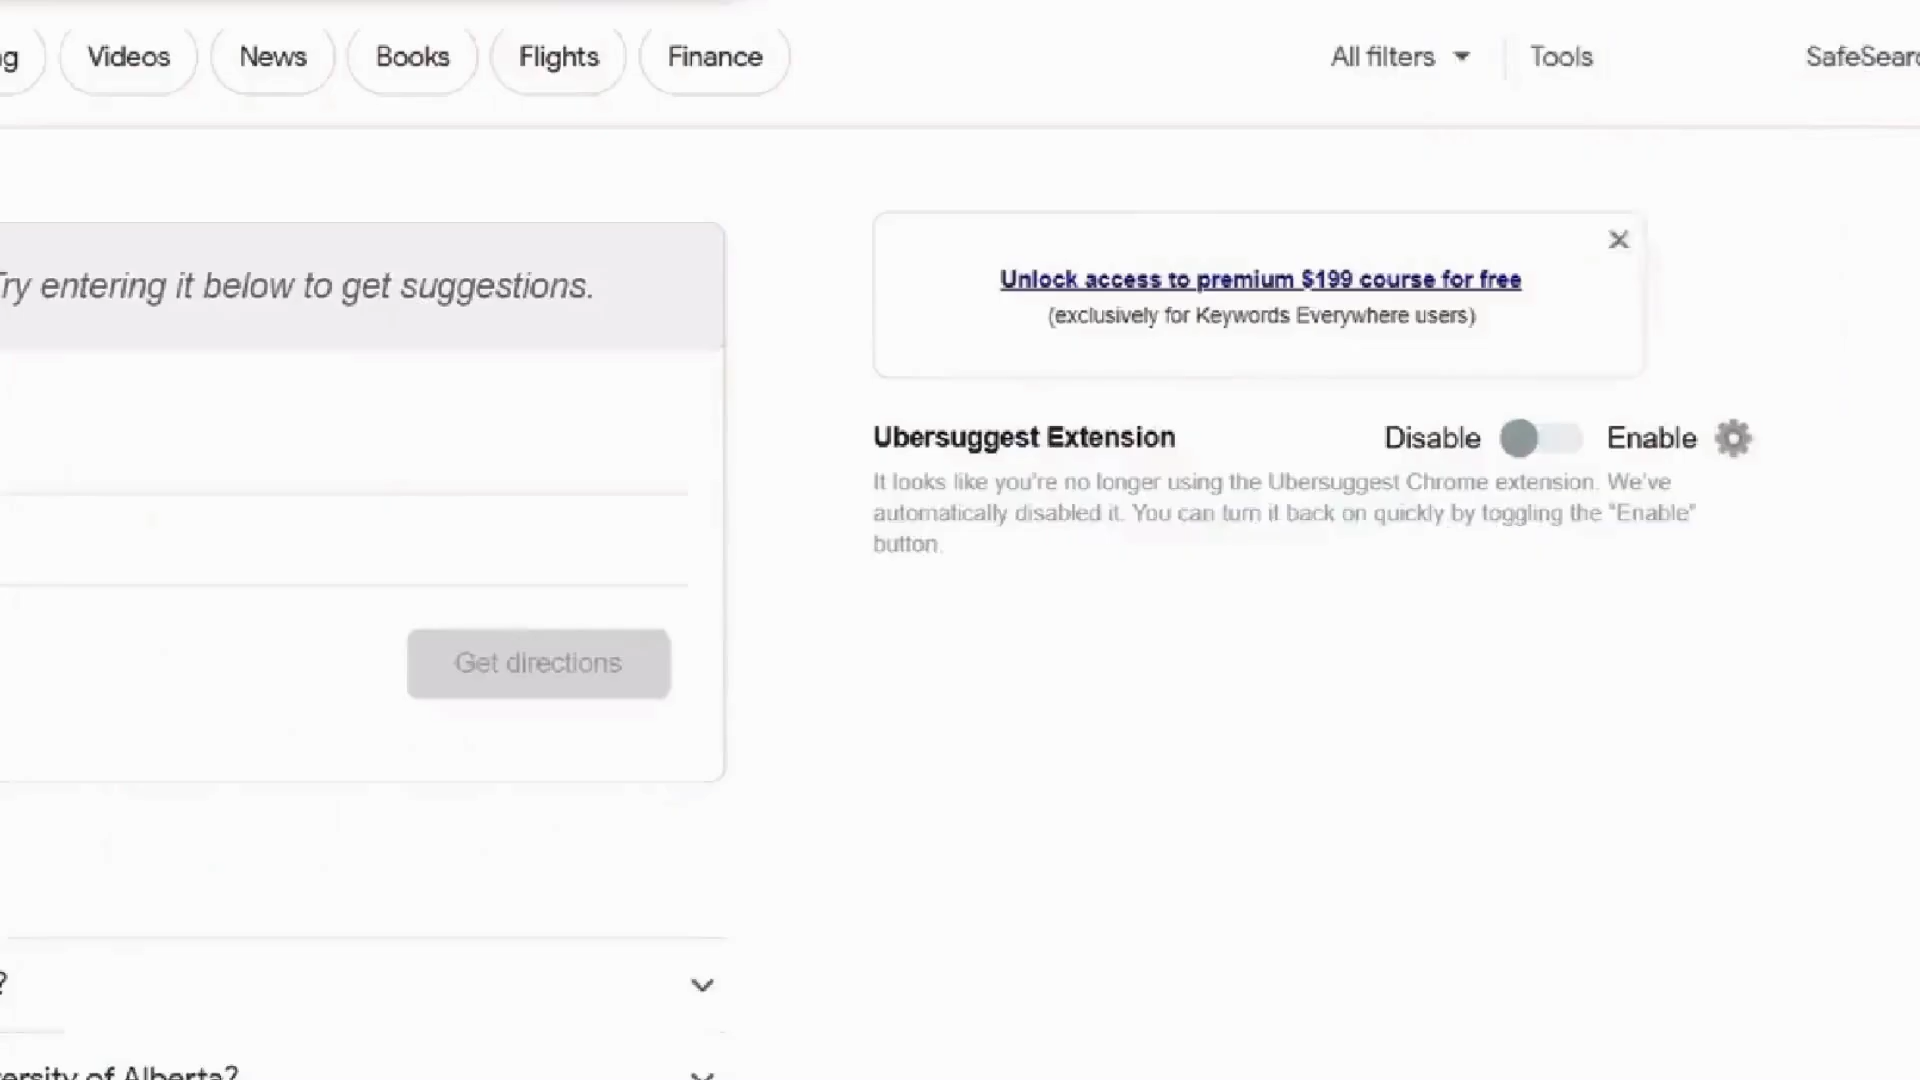 Videos News Books Flights Finance All filters Tools
entering it below to get suggestions.
Unlock access to premium $199 course for free
(exclusively for Keywords Everywhere users)
Ubersuggest Extension Disable Enable
It looks like you're no longer using the Ubersuggest Chrome extension. We've
automatically disabled it. You can turn it back on quickly by toggling the "Enable"
button.
Get directions
?
of Alberta?